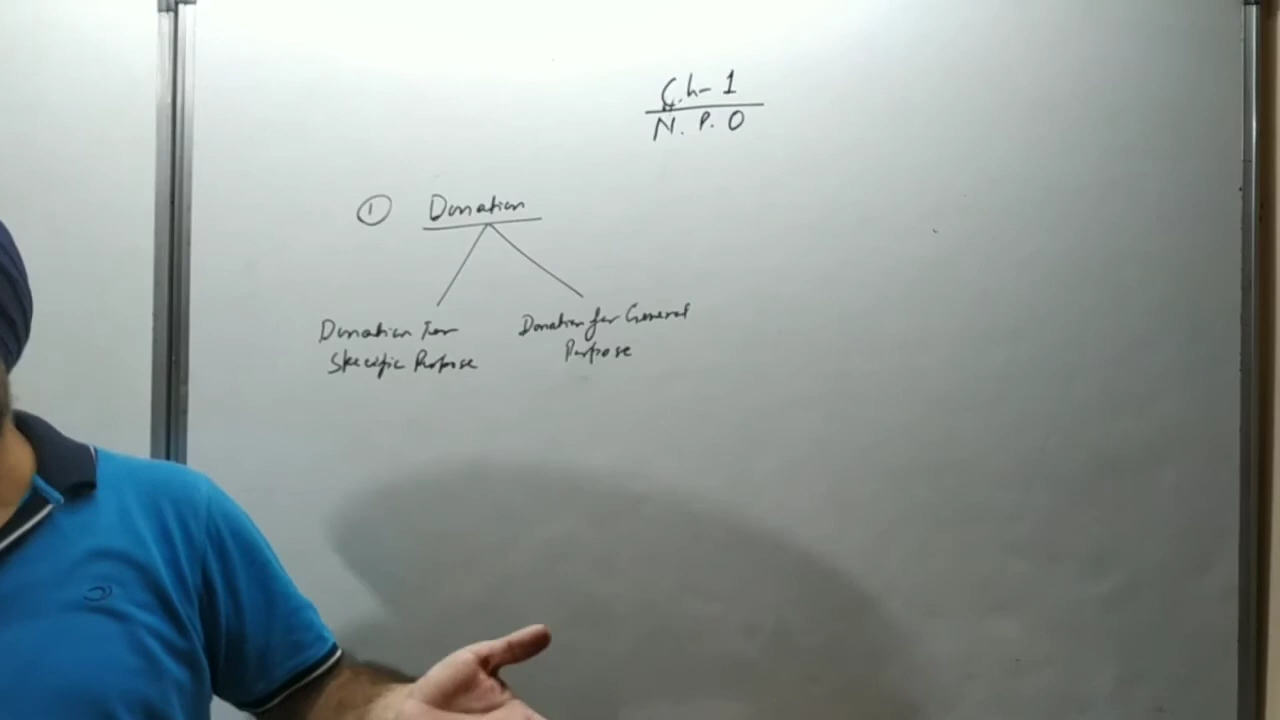 Ch-1
N.P.O
① Donation
Donation For
Specific Purpose
Donation for General
Purpose